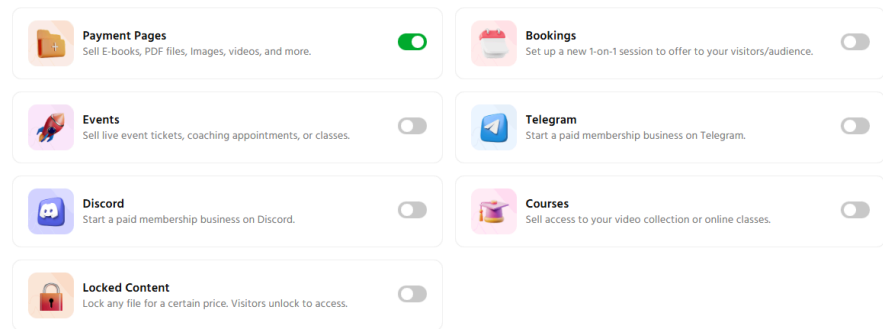 Payment Pages
Sell E-books, PDF files, Images, videos, and more.
Bookings
Set up a new 1-on-1 session to offer to your visitors/audience.
Events
Sell live event tickets, coaching appointments, or classes.
Telegram
Start a paid membership business on Telegram.
Discord
Start a paid membership business on Discord.
Courses
Sell access to your video collection or online classes.
Locked Content
Lock any file for a certain price. Visitors unlock to access.